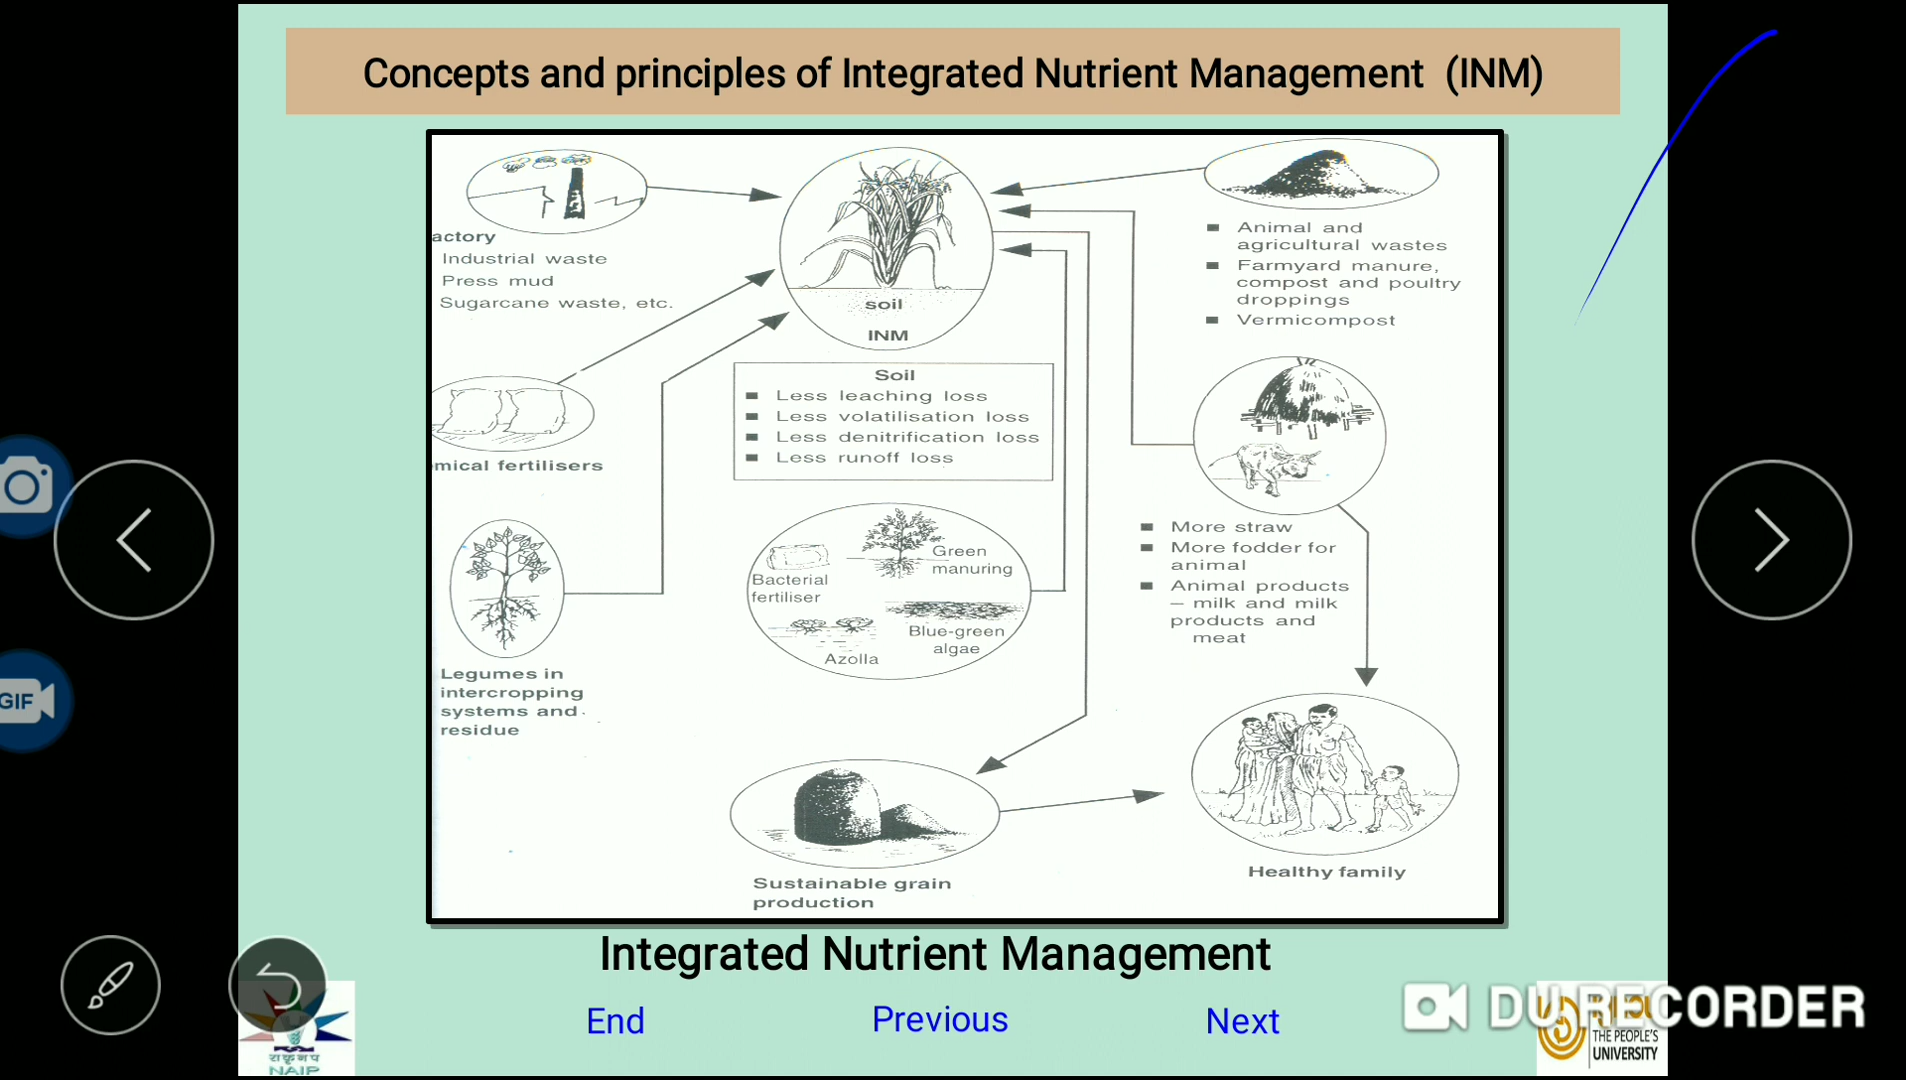 Concepts and principles of Integrated Nutrient Management (INM)
actory
Industrial waste
Press mud
Sugarcane waste, etc.
soil
INM
Animal and
agricultural wastes
Farmyard manure,
compost and poultry
droppings
Vermicompost
mical fertilisers
Soil
Less leaching loss
Less volatilisation loss
Less denitrification loss
Less runoff loss
Legumes in
intercropping
systems and
residue
Green
manuring
Bacterial
fertiliser
Blue-green
algae
Azolla
More straw
More fodder for
animal
Animal products
– milk and milk
products and
meat
Sustainable grain
production
Healthy family
Integrated Nutrient Management
End Previous Next
GIF
राकृनप
NAIP
DU RECORDER
THE PEOPLE'S
UNIVERSITY